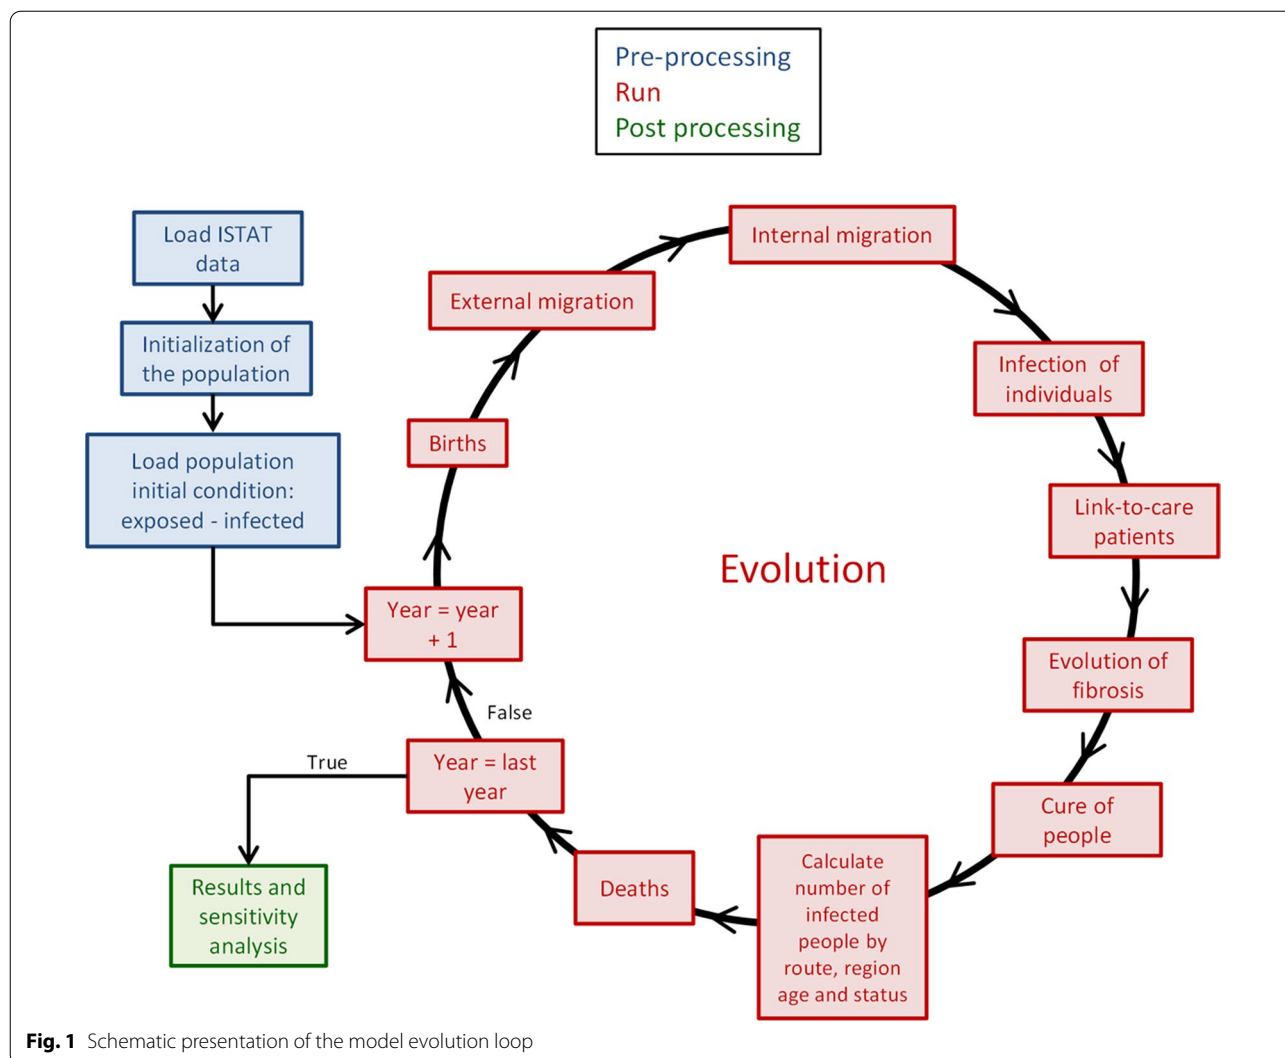 Pre-processing
Run
Post processing
Load ISTAT
data
Initialization of
the population
Load population
initial condition:
exposed - infected
Year = year
+ 1
Births
External migration
Internal migration
Infection of
individuals
Link-to-care
patients
Evolution of
fibrosis
Cure of
people
Calculate
number of
infected
people by
route, region
age and status
Deaths
Year = last
year
False
True
Results and
sensitivity
analysis
Evolution
Fig. 1 Schematic presentation of the model evolution loop